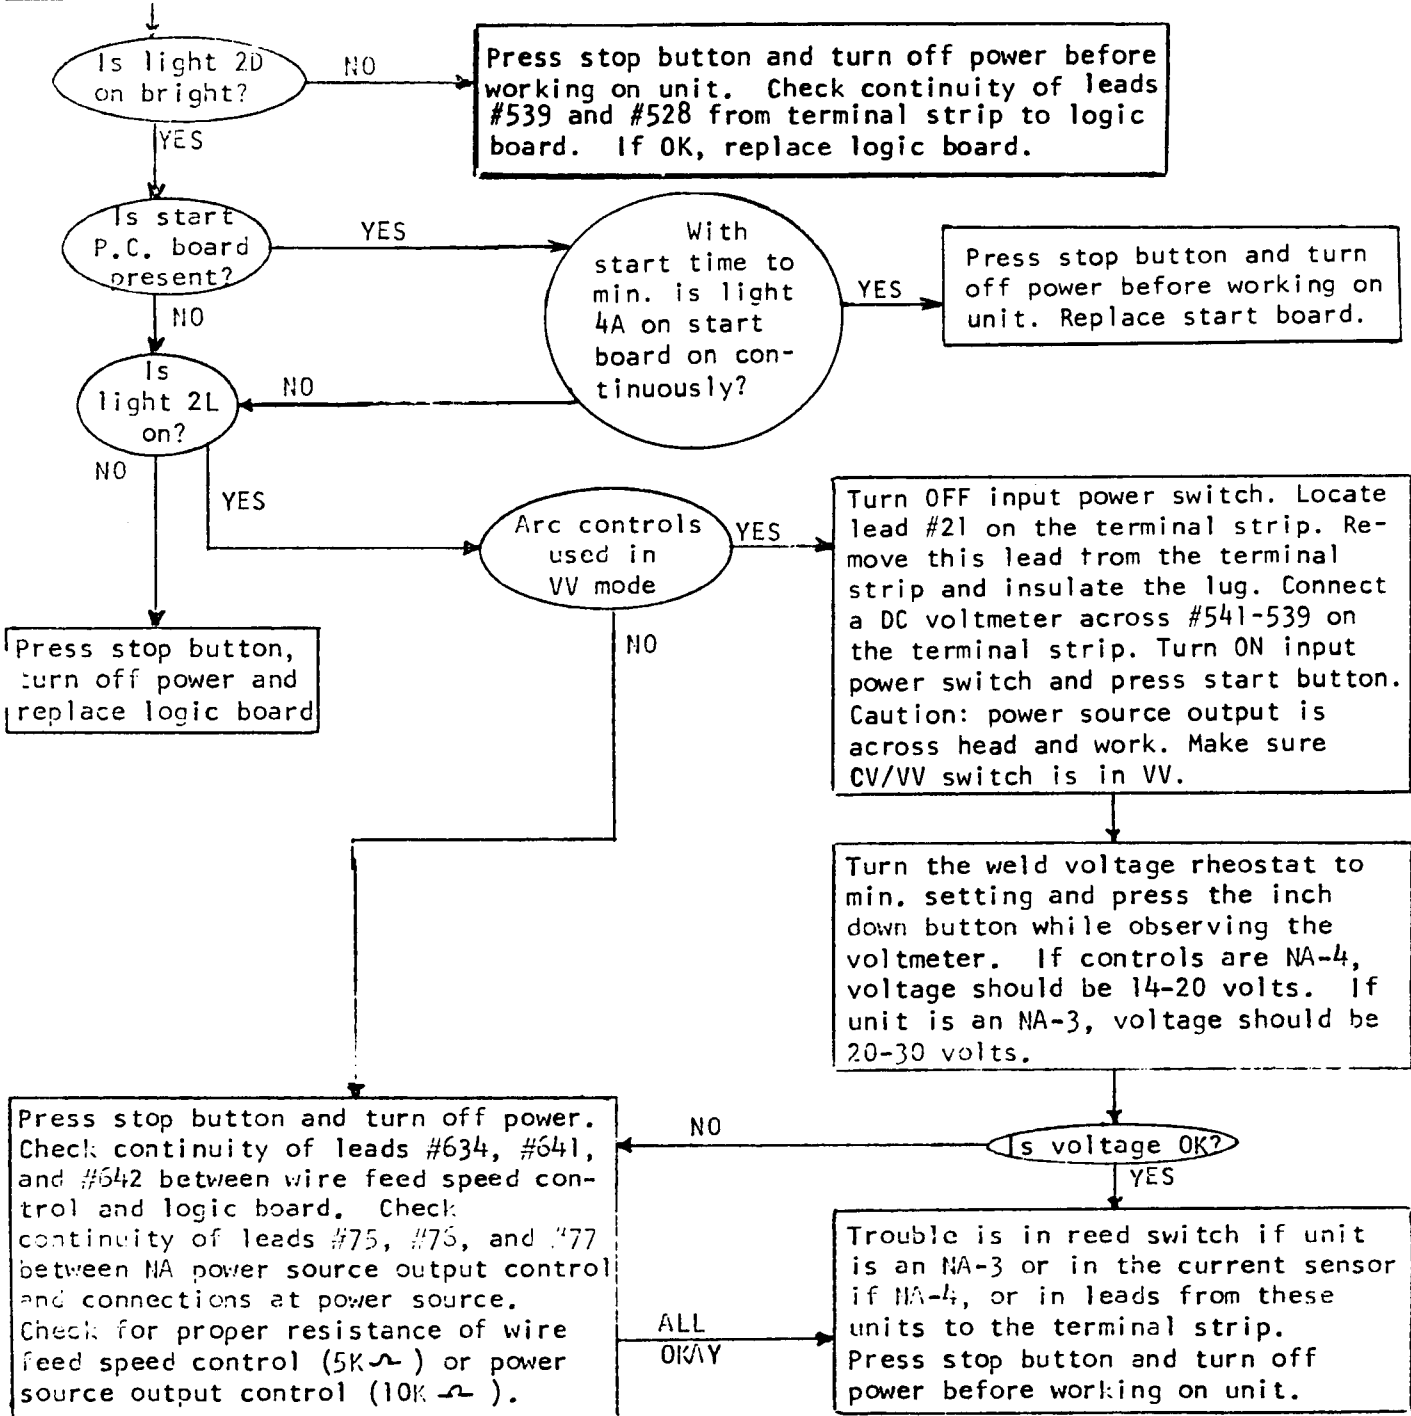 Is light 2D
on bright?
NO
Press stop button and turn off power before
working on unit. Check continuity of leads
#539 and #528 from terminal strip to logic
board. If OK, replace logic board.
YES
Is start
P.C. board
present?
YES
With
start time to
min. is light
4A on start
board on con-
tinuously?
YES
Press stop button and turn
off power before working on
unit. Replace start board.
NO
Is
light 2L
on?
NO
NO
YES
Arc controls
used in
VV mode
YES
Turn OFF input power switch. Locate
lead #21 on the terminal strip. Re-
move this lead from the terminal
strip and insulate the lug. Connect
a DC voltmeter across #541-539 on
the terminal strip. Turn ON input
power switch and press start button.
Caution: power source output is
across head and work. Make sure
CV/VV switch is in VV.
NO
Press stop button,
turn off power and
replace logic board
Turn the weld voltage rheostat to
min. setting and press the inch
down button while observing the
voltmeter. If controls are NA-4,
voltage should be 14-20 volts. If
unit is an NA-3, voltage should be
20-30 volts.
Is voltage OK?
NO
YES
Press stop button and turn off power.
Check continuity of leads #634, #641,
and #642 between wire feed speed con-
trol and logic board. Check
continuity of leads #75, #76, and #77
between NA power source output control
and connections at power source.
Check for proper resistance of wire
feed speed control (5KΩ) or power
source output control (10K Ω).
ALL
OKAY
Trouble is in reed switch if unit
is an NA-3 or in the current sensor
if NA-4, or in leads from these
units to the terminal strip.
Press stop button and turn off
power before working on unit.